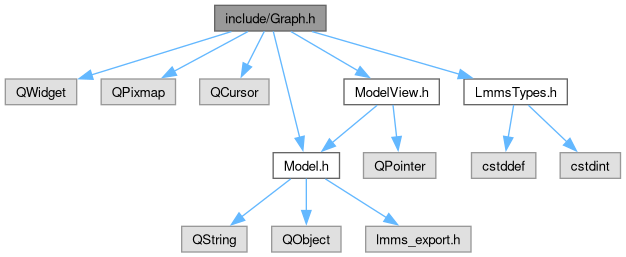 include/Graph.h
QWidget
QPixmap
QCursor
ModelView.h
LmmsTypes.h
Model.h
QPointer
cstddef
cstdint
QString
QObject
lmms_export.h